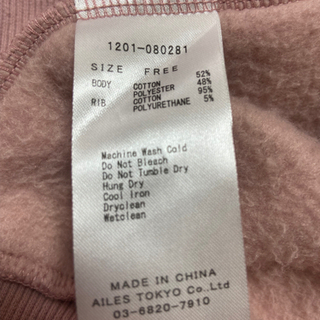 1201-080281
SIZE FREE
BODY COTTON 52%
POLYESTER 48%
RIB COTTON 95%
POLYURETHANE 5%
Machine Wash Cold
Do Not Bleach
Do Not Tumble Dry
Hung Dry
Cool iron
Dryclean
Wetclean
MADE IN CHINA
AILES TOKYO Co.,Ltd
03-6820-7910